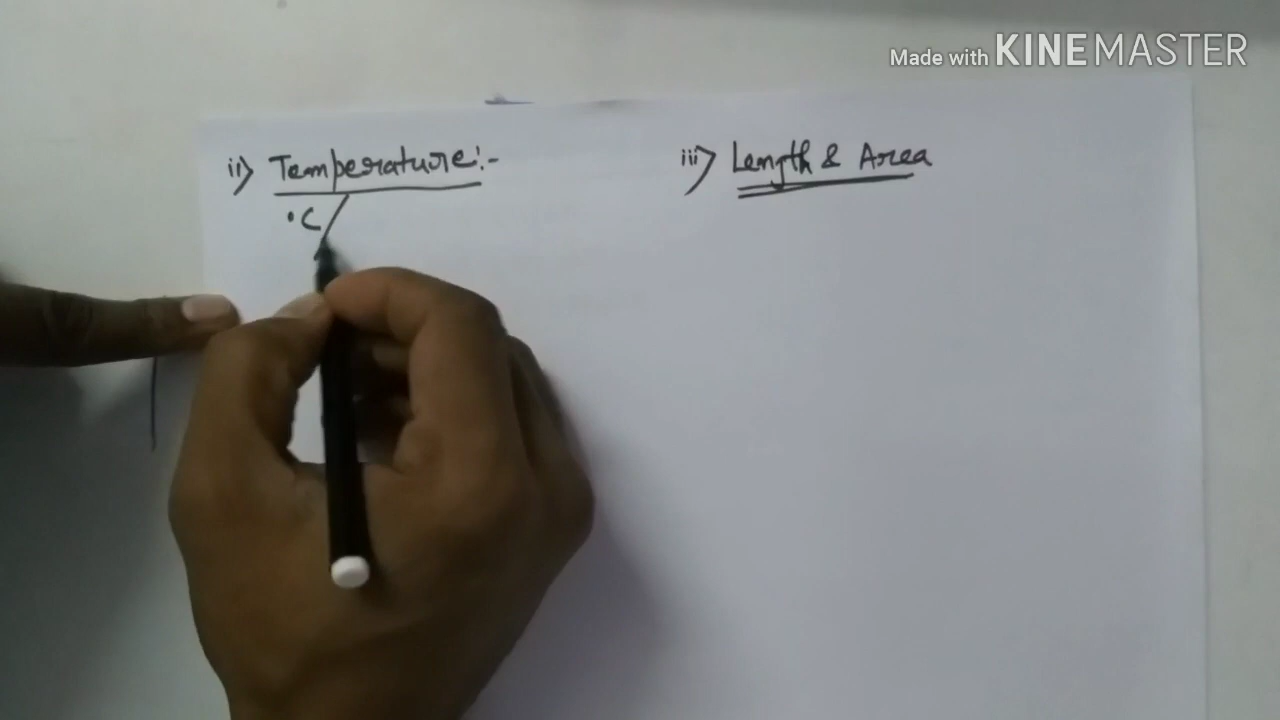 Made with KINEMASTER
ii) Temperature:-
°C/
iii) Length & Area